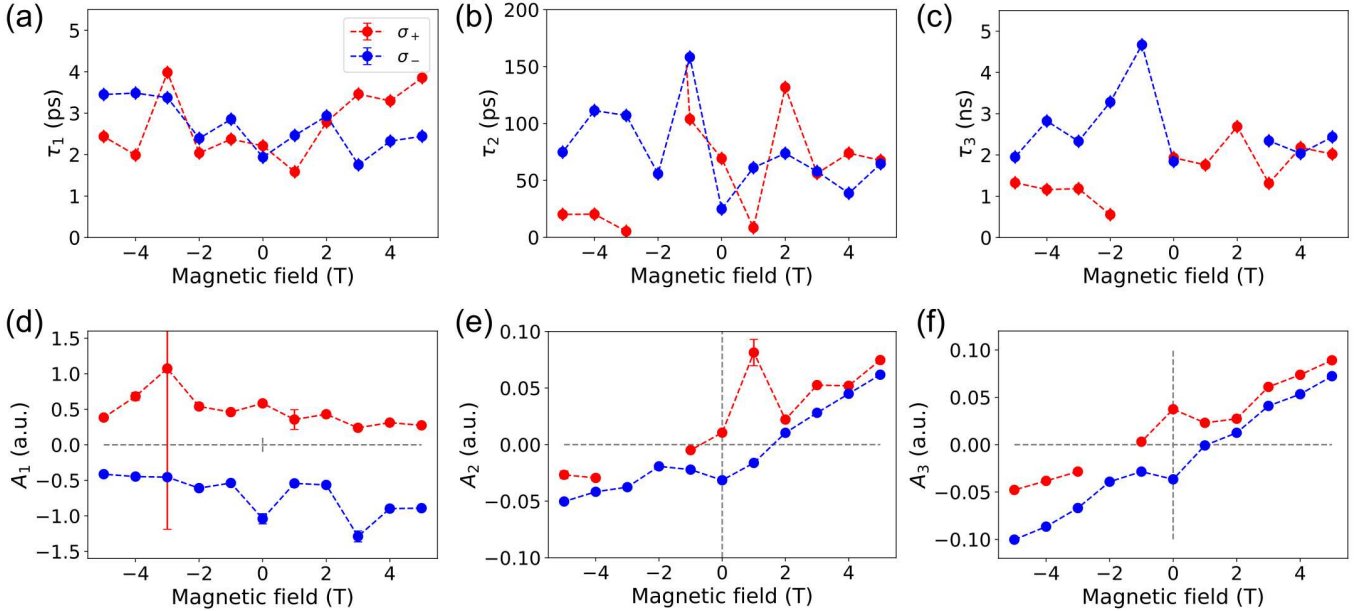 (a)
5
4
3
2
1
0
τ1 (ps)
σ+
σ−
−4 −2 0 2 4
Magnetic field (T)
(b)
200
150
100
50
0
τ2 (ps)
−4 −2 0 2 4
Magnetic field (T)
(c)
5
4
3
2
1
0
τ3 (ns)
−4 −2 0 2 4
Magnetic field (T)
(d)
1.5
1.0
0.5
0.0
−0.5
−1.0
−1.5
A1 (a.u.)
−4 −2 0 2 4
Magnetic field (T)
(e)
0.10
0.05
0.00
−0.05
−0.10
A2 (a.u.)
−4 −2 0 2 4
Magnetic field (T)
(f)
0.10
0.05
0.00
−0.05
−0.10
A3 (a.u.)
−4 −2 0 2 4
Magnetic field (T)